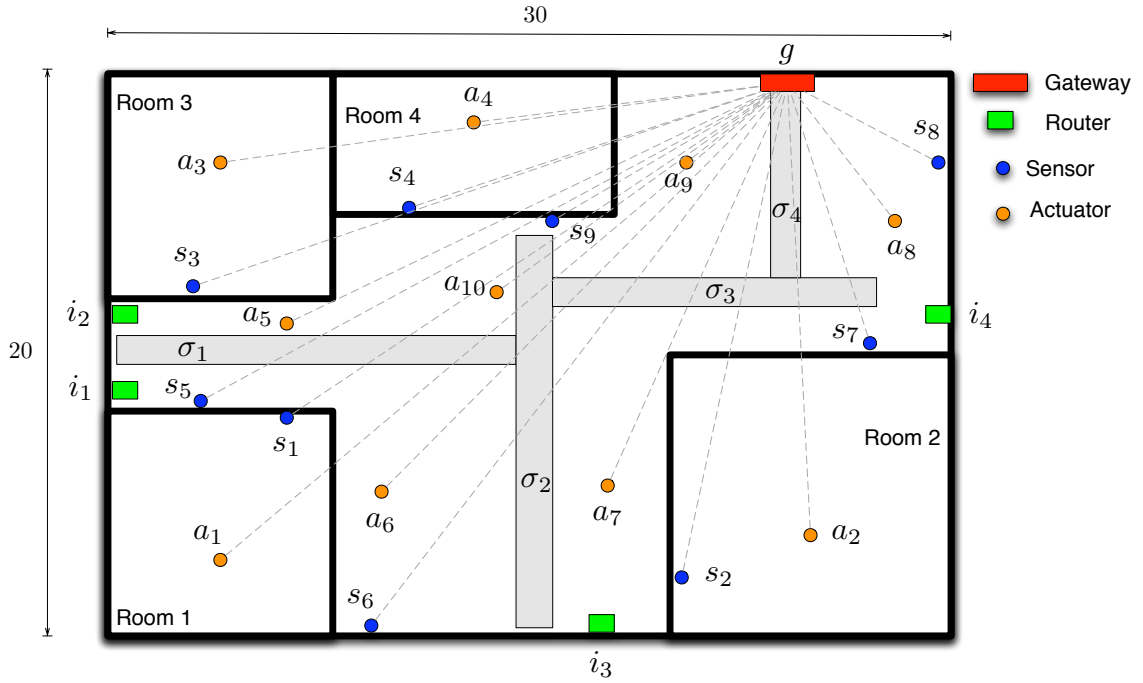 30
g
Gateway
Room 3
a4
Room 4
Router
s8
a3
s4
a9
Sensor
σ4
Actuator
s9
a8
s3
a10
σ3
i2
a5
i4
20
σ1
s7
i1
s5
s1
Room 2
σ2
a6
a7
a1
a2
s2
s6
Room 1
i3